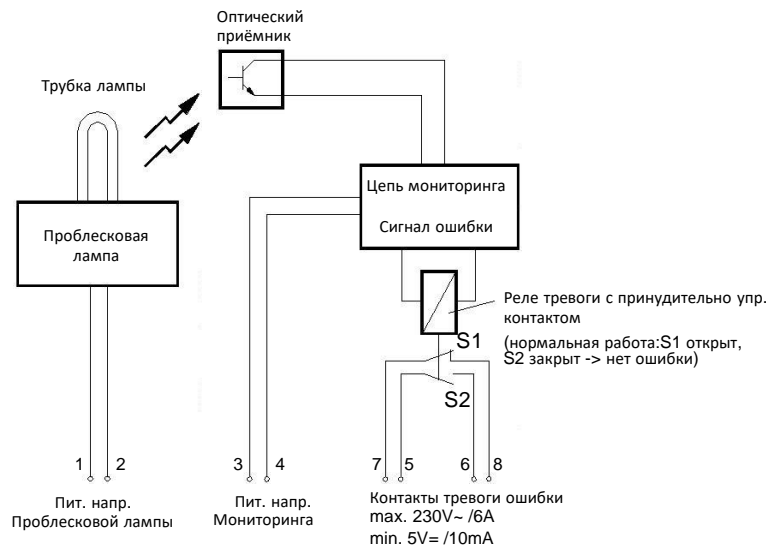 Оптический
приёмник
Трубка лампы
Цепь мониторинга
Сигнал ошибки
Проблесковая
лампа
Реле тревоги с принудительно упр.
контактом
(нормальная работа:S1 открыт,
S2 закрыт -> нет ошибки)
S1
S2
1 2 3 4 7 5 6 8
Пит. напр.
Проблесковой лампы
Пит. напр.
Мониторинга
Контакты тревоги ошибки
max. 230V~ /6A
min. 5V= /10mA